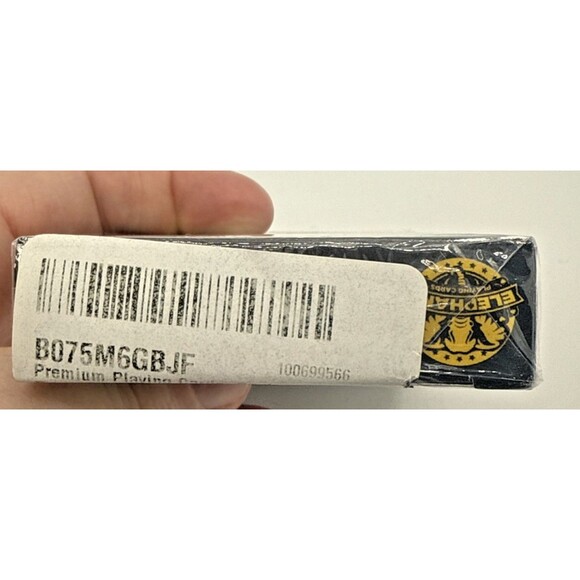 B075M6GBJF
Premium Playing
100699566
PLAYING CARDS